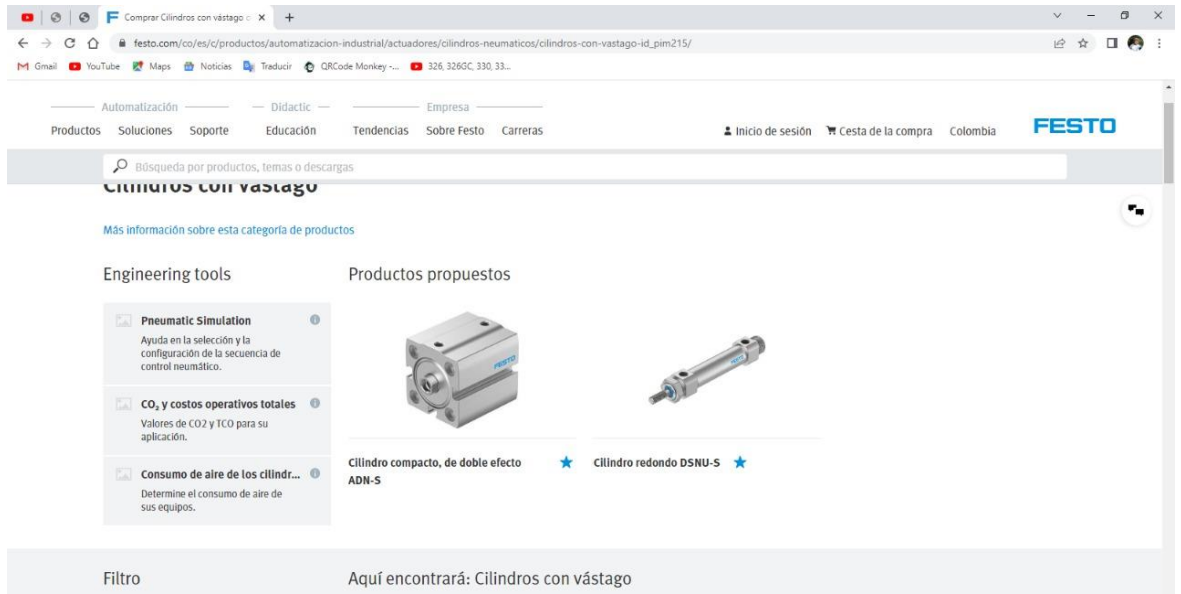 Comprar Cilindros con vástago c
festo.com/co/es/c/productos/automatizacion-industrial/actuadores/cilindros-neumaticos/cilindros-con-vastago-id_pim215/
Gmail YouTube Maps Noticias Traducir QRCode Monkey -... 326, 326GC, 330, 33...
Automatización Didactic Empresa
Productos Soluciones Soporte Educación Tendencias Sobre Festo Carreras Inicio de sesión Cesta de la compra Colombia FESTO
Búsqueda por productos, temas o descargas
Cilindros con vástago
Más información sobre esta categoría de productos
Engineering tools
Pneumatic Simulation
Ayuda en la selección y la
configuración de la secuencia de
control neumático.
CO₂ y costos operativos totales
Valores de CO2 y TCO para su
aplicación.
Consumo de aire de los cilindr...
Determine el consumo de aire de
sus equipos.
Productos propuestos
FESTO
Cilindro compacto, de doble efecto
ADN-S
Cilindro redondo DSNU-S
Filtro
Aquí encontrará: Cilindros con vástago